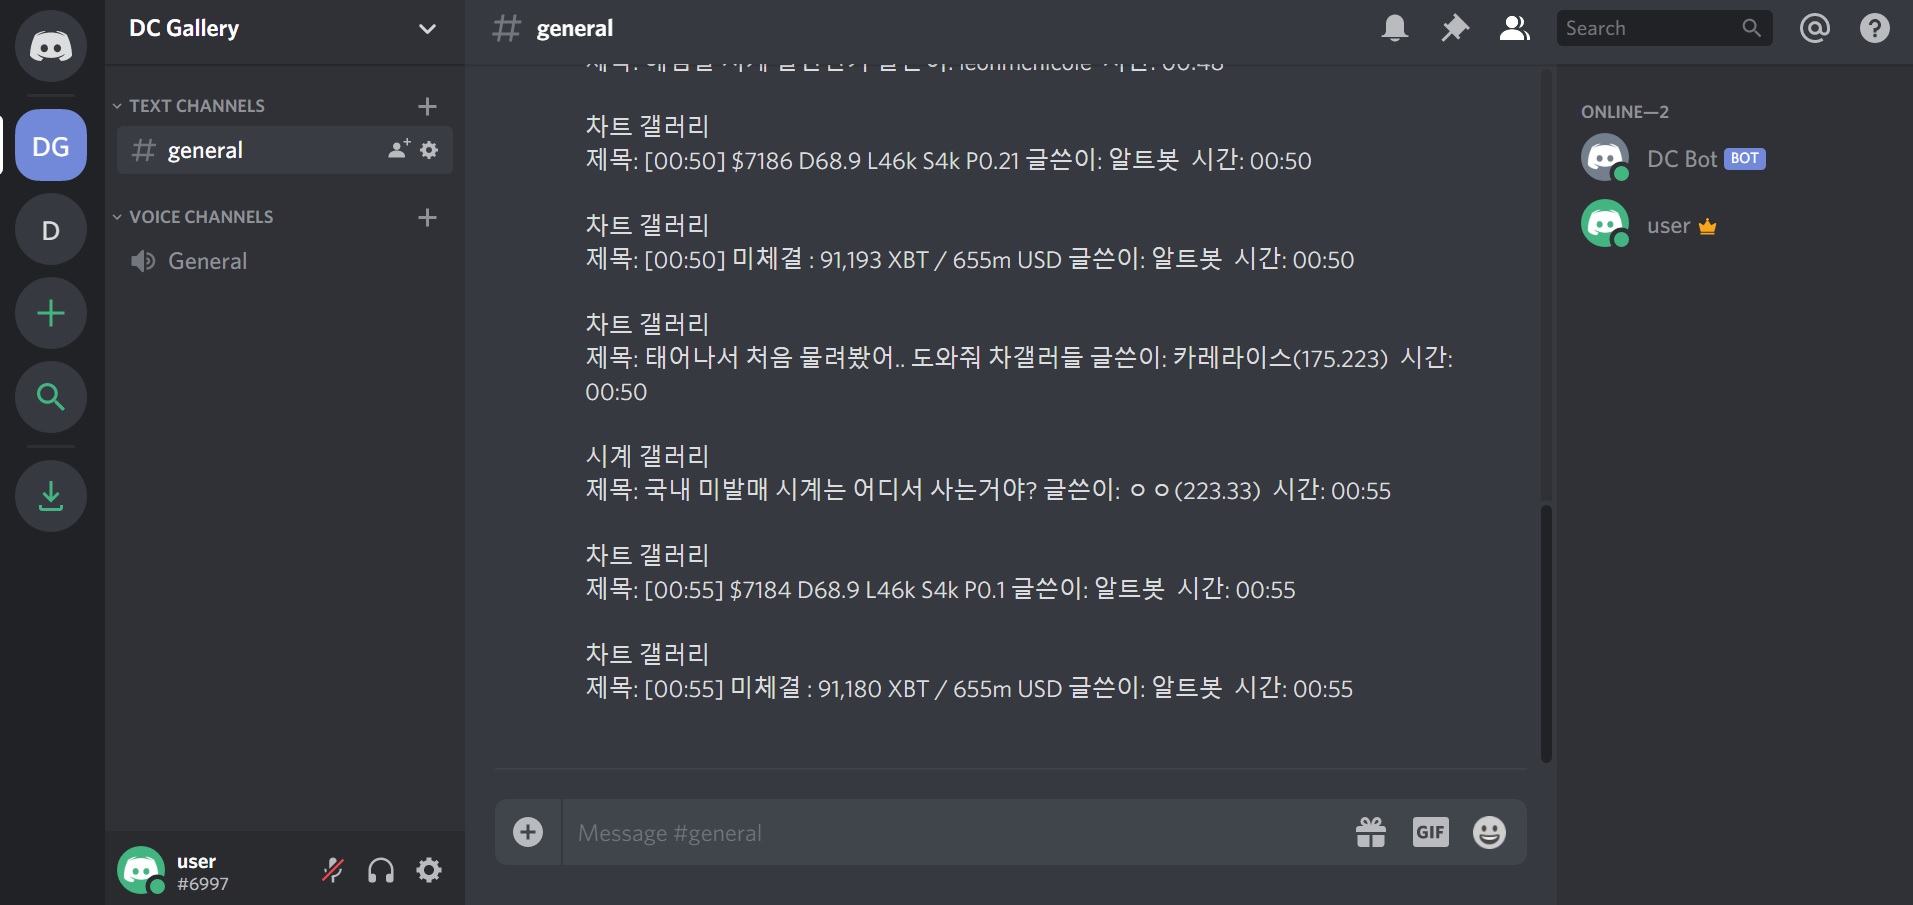 DC Gallery
general
Search
DG
D
TEXT CHANNELS
general
VOICE CHANNELS
General
차트 갤러리
제목: [00:50] $7186 D68.9 L46k S4k P0.21 글쓴이: 알트봇 시간: 00:50
차트 갤러리
제목: [00:50] 미체결 : 91,193 XBT / 655m USD 글쓴이: 알트봇 시간: 00:50
차트 갤러리
제목: 태어나서 처음 물려봤어.. 도와줘 차갤러들 글쓴이: 카레라이스(175.223) 시간:
00:50
시계 갤러리
제목: 국내 미발매 시계는 어디서 사는거야? 글쓴이: ㅇㅇ(223.33) 시간: 00:55
차트 갤러리
제목: [00:55] $7184 D68.9 L46k S4k P0.1 글쓴이: 알트봇 시간: 00:55
차트 갤러리
제목: [00:55] 미체결 : 91,180 XBT / 655m USD 글쓴이: 알트봇 시간: 00:55
Message #general
GIF
ONLINE—2
DC Bot BOT
user
user
#6997